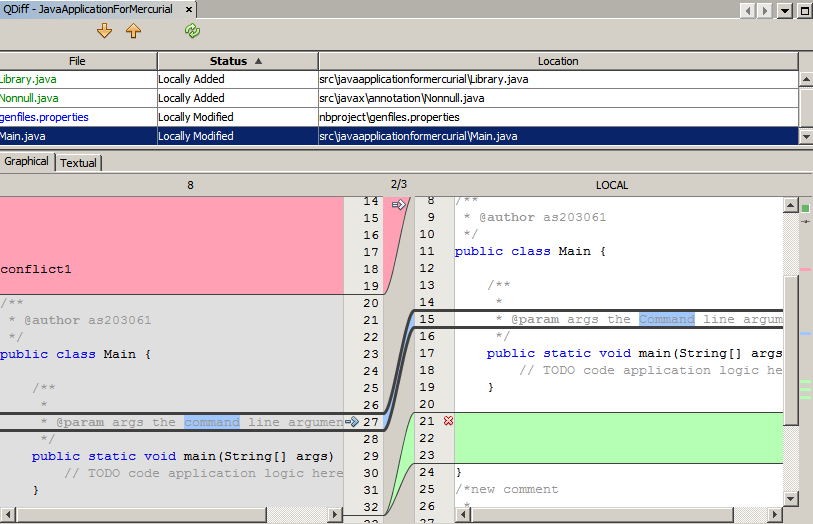 QDiff - JavaApplicationForMercurial ×
File Status ▲ Location
Library.java Locally Added src\javaapplicationformercurial\Library.java
Nonnull.java Locally Added src\javax\annotation\Nonnull.java
genfiles.properties Locally Modified nbproject\genfiles.properties
Main.java Locally Modified src\javaapplicationformercurial\Main.java
Graphical Textual
8 2/3 LOCAL
14
15
16
17
conflict1 18
19
/** 20
* @author as203061 21
*/ 22
public class Main { 23
24
/** 25
* 26
* @param args the command line argumen 27
*/ 28
public static void main(String[] args) 29
// TODO code application logic here 30
} 31
32
8 /**
9 * @author as203061
10 */
11 public class Main {
12
13 /**
14 *
15 * @param args the Command line argum
16 */
17 public static void main(String[] args
18 // TODO code application logic he
19 }
20
21
22
23
24 }
25 /*new comment
26 *
27